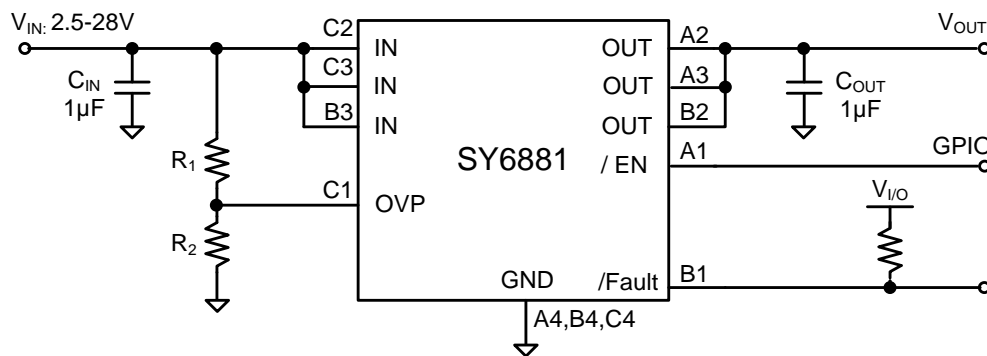 VIN: 2.5-28V
CIN
1µF
R1
R2
C2
C3
B3
C1
IN
IN
IN
OVP
SY6881
GND
A4,B4,C4
OUT
OUT
OUT
/ EN
/Fault
A2
A3
B2
A1
B1
VOUT
COUT
1µF
GPIO
VI/O